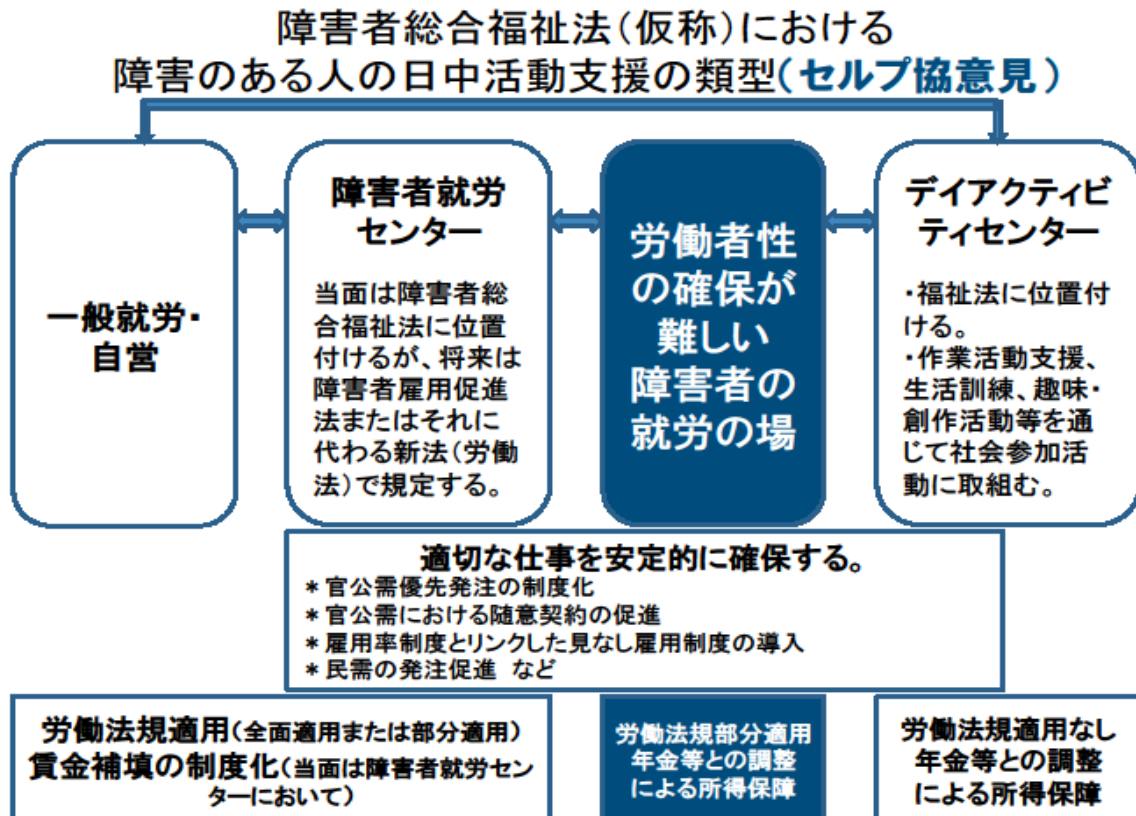 障害者総合福祉法(仮称)における
障害のある人の日中活動支援の類型(セルプ協意見)
一般就労・
自営
障害者就労
センター
当面は障害者総
合福祉法に位置
付けるが、将来は
障害者雇用促進
法またはそれに
代わる新法(労働
法)で規定する。
労働者性
の確保が
難しい
障害者の
就労の場
デイアクティビ
ティセンター
・福祉法に位置付
ける。
・作業活動支援、
生活訓練、趣味・
創作活動等を通
じて社会参加活
動に取組む。
適切な仕事を安定的に確保する。
＊官公需優先発注の制度化
＊官公需における随意契約の促進
＊雇用率制度とリンクした見なし雇用制度の導入
＊民需の発注促進 など
労働法規適用(全面適用または部分適用)
賃金補填の制度化(当面は障害者就労セン
ターにおいて)
労働法規部分適用
年金等との調整
による所得保障
労働法規適用なし
年金等との調整
による所得保障